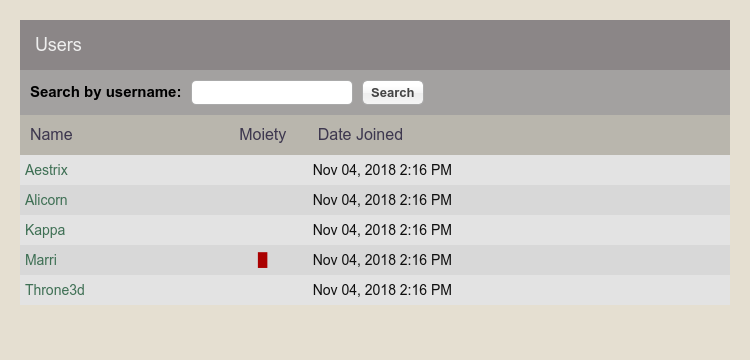 Users
Search by username: Search
Name Moiety Date Joined
Aestrix Nov 04, 2018 2:16 PM
Alicorn Nov 04, 2018 2:16 PM
Kappa Nov 04, 2018 2:16 PM
Marri █ Nov 04, 2018 2:16 PM
Throne3d Nov 04, 2018 2:16 PM